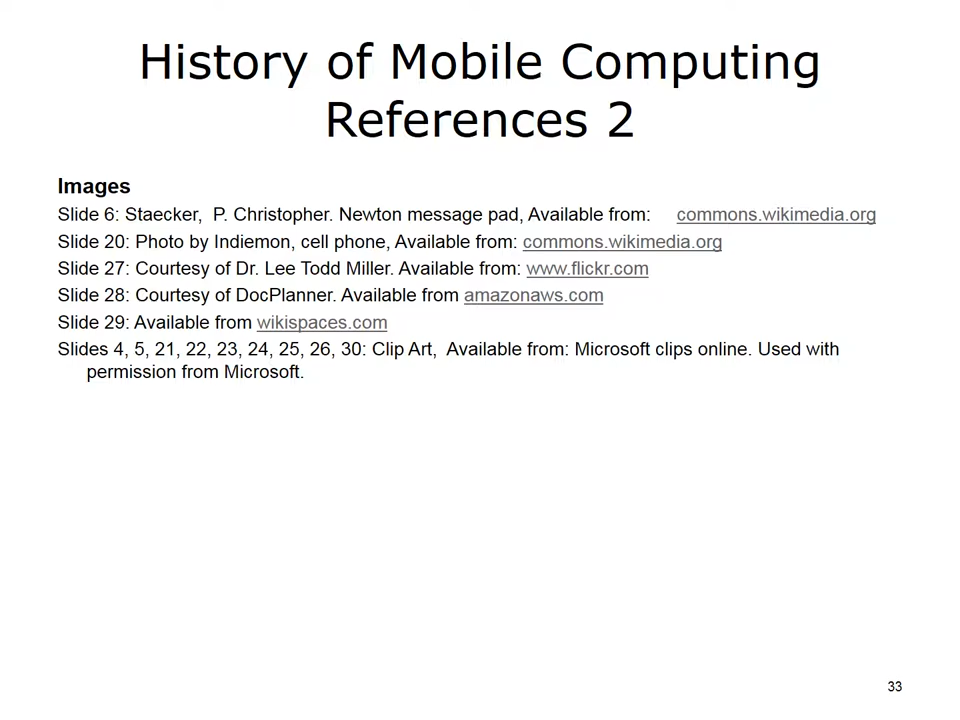 History of Mobile Computing
References 2
Images
Slide 6: Staecker,  P. Christopher. Newton message pad, Available from:     commons.wikimedia.org
Slide 20: Photo by Indiemon, cell phone, Available from: commons.wikimedia.org
Slide 27: Courtesy of Dr. Lee Todd Miller. Available from: www.flickr.com
Slide 28: Courtesy of DocPlanner. Available from amazonaws.com
Slide 29: Available from wikispaces.com
Slides 4, 5, 21, 22, 23, 24, 25, 26, 30: Clip Art,  Available from: Microsoft clips online. Used with
permission from Microsoft.
33